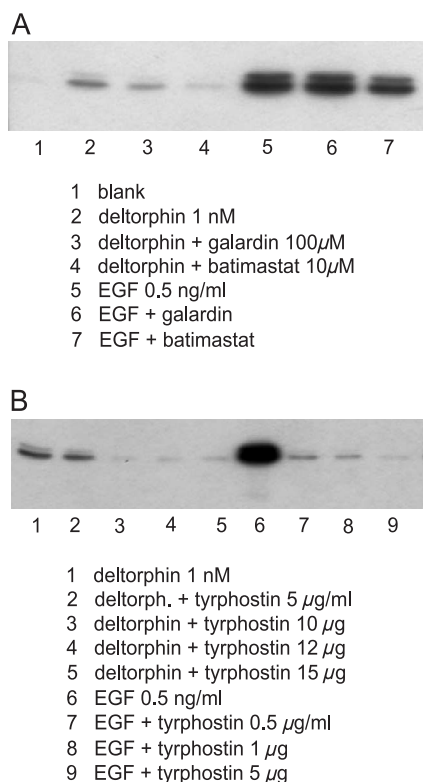 A
1 2 3 4 5 6 7
1 blank
2 deltorphin 1 nM
3 deltorphin + galardin 100µM
4 deltorphin + batimastat 10µM
5 EGF 0.5 ng/ml
6 EGF + galardin
7 EGF + batimastat
B
1 2 3 4 5 6 7 8 9
1 deltorphin 1 nM
2 deltorph. + tyrphostin 5 µg/ml
3 deltorphin + tyrphostin 10 µg
4 deltorphin + tyrphostin 12 µg
5 deltorphin + tyrphostin 15 µg
6 EGF 0.5 ng/ml
7 EGF + tyrphostin 0.5 µg/ml
8 EGF + tyrphostin 1 µg
9 EGF + tyrphostin 5 µg